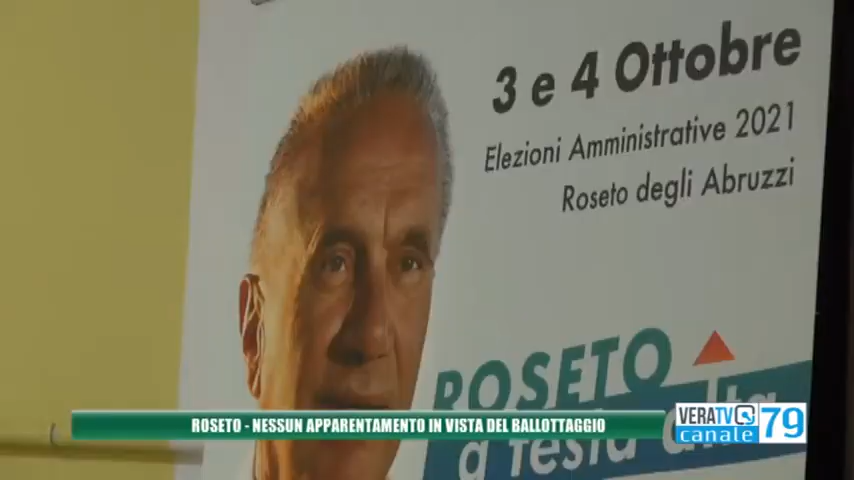 3 e 4 Ottobre
Elezioni Amministrative 2021
Roseto degli Abruzzi
ROSETO
a testa alta
ROSETO - NESSUN APPARENTAMENTO IN VISTA DEL BALLOTTAGGIO
VERATV
canale 79